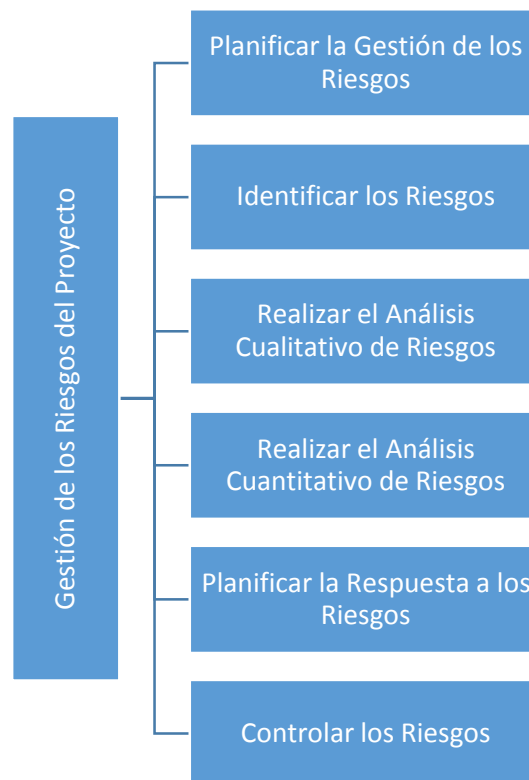 Gestión de los Riesgos del Proyecto
Planificar la Gestión de los
Riesgos
Identificar los Riesgos
Realizar el Análisis
Cualitativo de Riesgos
Realizar el Análisis
Cuantitativo de Riesgos
Planificar la Respuesta a los
Riesgos
Controlar los Riesgos